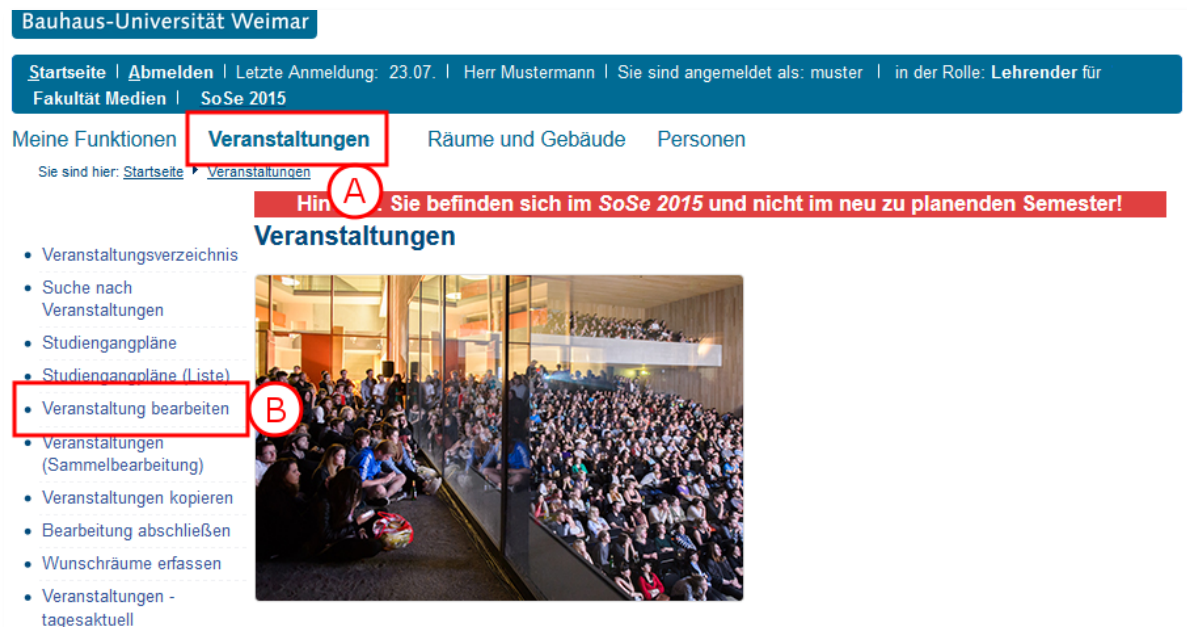 Bauhaus-Universität Weimar
Startseite | Abmelden | Letzte Anmeldung: 23.07. | Herr Mustermann | Sie sind angemeldet als: muster | in der Rolle: Lehrender für
Fakultät Medien | SoSe 2015
Meine Funktionen Veranstaltungen Räume und Gebäude Personen
Sie sind hier: Startseite Veranstaltungen
A
Sie befinden sich im SoSe 2015 und nicht im neu zu planenden Semester!
Veranstaltungen
Veranstaltungsverzeichnis
Suche nach
Veranstaltungen
Studiengangpläne
Studiengangpläne (Liste)
Veranstaltung bearbeiten
B
Veranstaltungen
(Sammelbearbeitung)
Veranstaltungen kopieren
Bearbeitung abschließen
Wunschräume erfassen
Veranstaltungen -
tagesaktuell